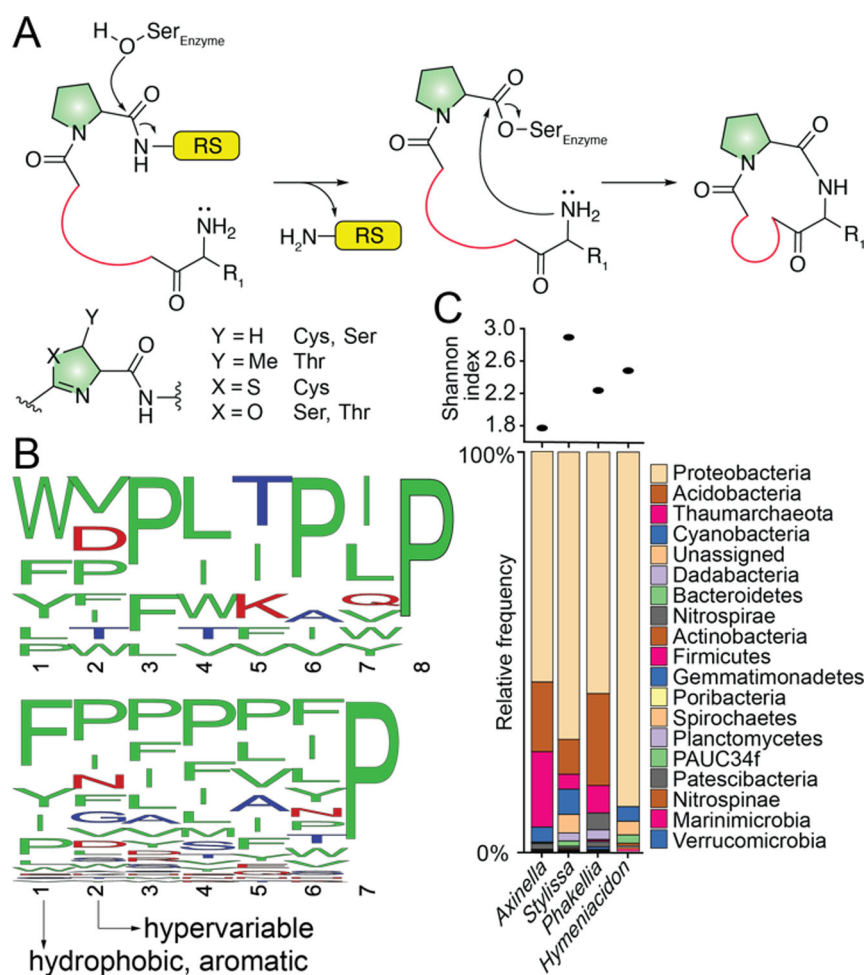 A
H
O
Ser Enzyme
N
O
O
N
H
RS
NH2
R1
O
H2N
RS
N
O
O
O
Ser Enzyme
NH2
R1
O
N
O
O
NH
R1
O
Y
X
N
O
N
H
Y = H Cys, Ser
Y = Me Thr
X = S Cys
X = O Ser, Thr
B
W V P L T P I P
D
F P I I L
Y F F W K A Q
I V
L T T F I W
P W L V V V
1 2 3 4 5 6 7 8
F P P P P F P
1 2 3 4 5 6 7
hypervariable
hydrophobic, aromatic
C
Shannon
index
3.0
2.6
2.2
1.8
100%
Relative frequency
0%
Axinella
Stylissa
Phakellia
Hymeniacidon
Proteobacteria
Acidobacteria
Thaumarchaeota
Cyanobacteria
Unassigned
Dadabacteria
Bacteroidetes
Nitrospirae
Actinobacteria
Firmicutes
Gemmatimonadetes
Poribacteria
Spirochaetes
Planctomycetes
PAUC34f
Patescibacteria
Nitrospinae
Marinimicrobia
Verrucomicrobia